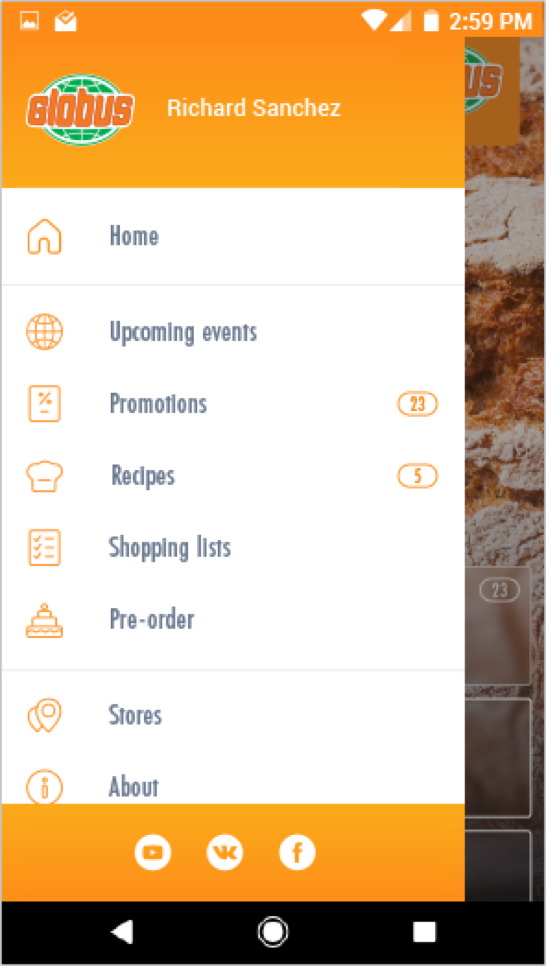 2:59 PM
Globus
Richard Sanchez
us
Home
Upcoming events
Promotions 23
Recipes 5
Shopping lists
23
Pre-order
Stores
About